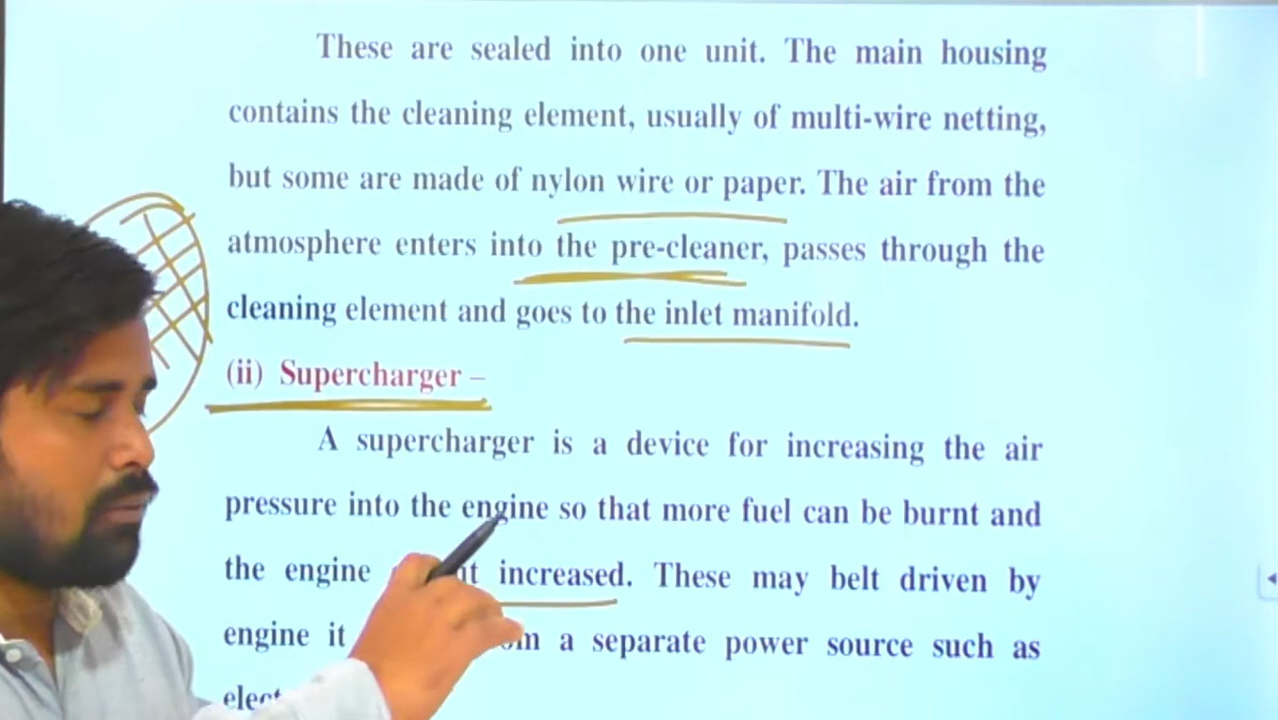 These are sealed into one unit. The main housing
contains the cleaning element, usually of multi-wire netting,
but some are made of nylon wire or paper. The air from the
atmosphere enters into the pre-cleaner, passes through the
cleaning element and goes to the inlet manifold.
(ii) Supercharger –
A supercharger is a device for increasing the air
pressure into the engine so that more fuel can be burnt and
the engine increased. These may belt driven by
engine it a separate power source such as